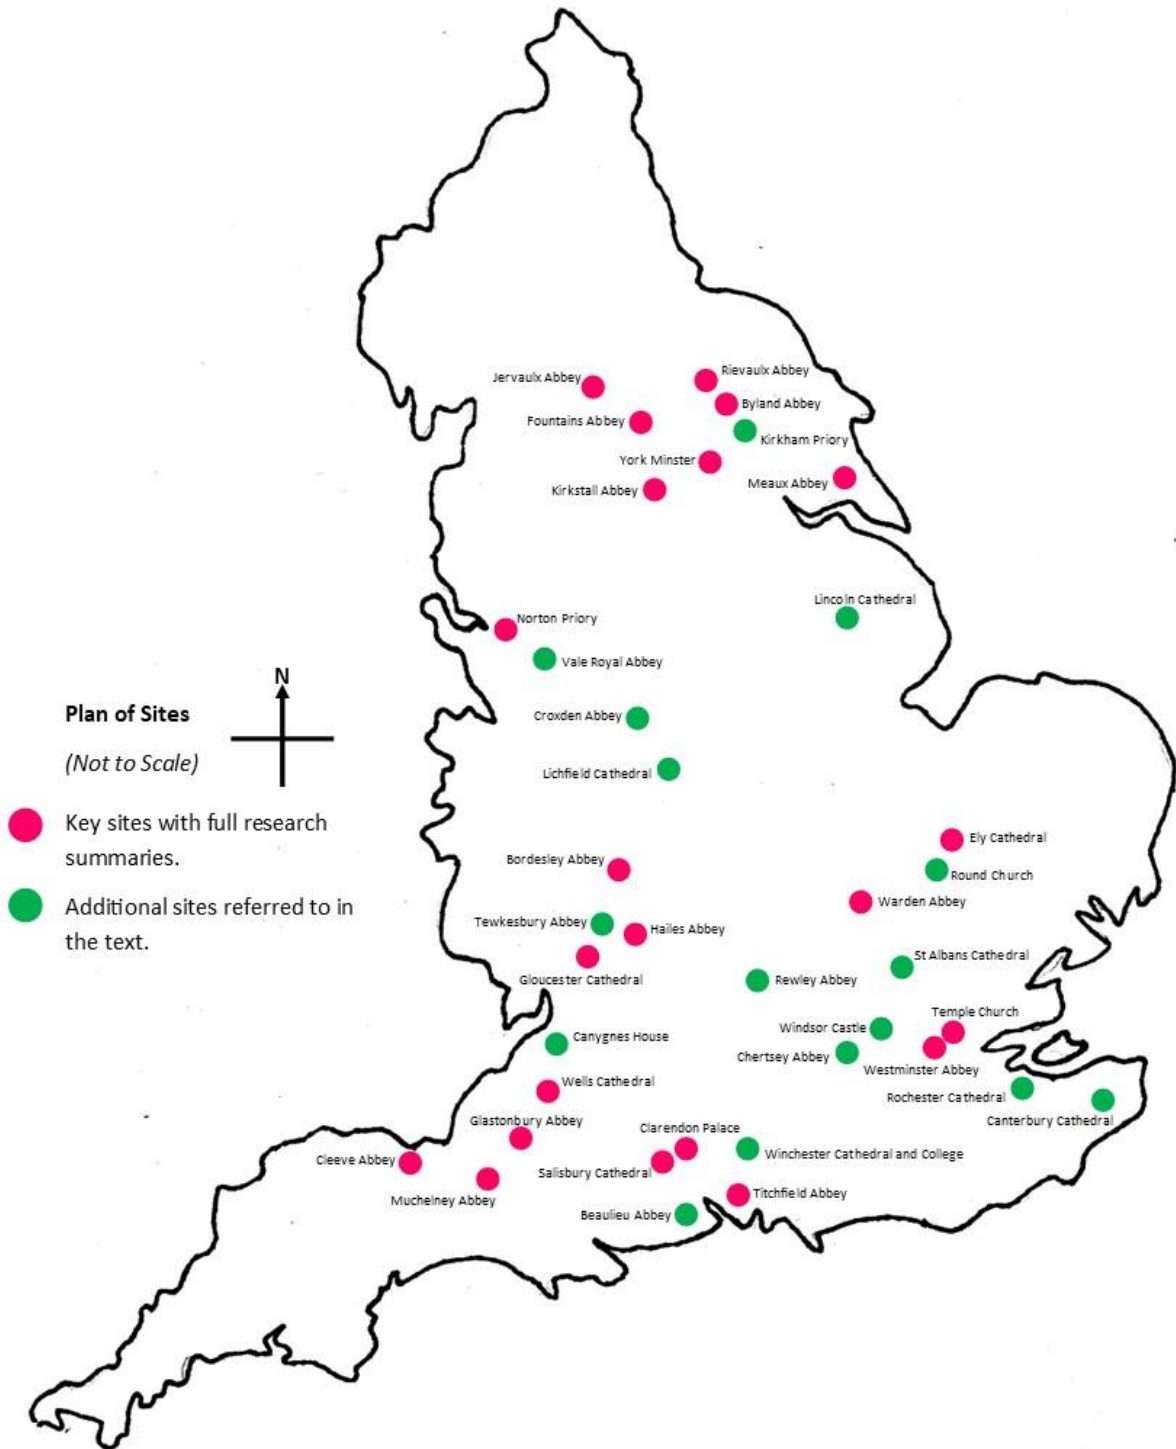 Rievaulx Abbey
Jervaulx Abbey
Byland Abbey
Fountains Abbey
Kirkham Priory
York Minster
Meaux Abbey
Kirkstall Abbey
Lincoln Cathedral
Norton Priory
Vale Royal Abbey
N
Plan of Sites
(Not to Scale)
Key sites with full research
summaries.
Additional sites referred to in
the text.
Croxden Abbey
Lichfield Cathedral
Ely Cathedral
Bordesley Abbey
Round Church
Warden Abbey
Tewkesbury Abbey
Hailes Abbey
St Albans Cathedral
Gloucester Cathedral
Rewley Abbey
Temple Church
Windsor Castle
Canygnes House
Chertsey Abbey
Westminster Abbey
Wells Cathedral
Rochester Cathedral
Canterbury Cathedral
Glastonbury Abbey
Clarendon Palace
Winchester Cathedral and College
Cleeve Abbey
Salisbury Cathedral
Muchelney Abbey
Titchfield Abbey
Beaulieu Abbey